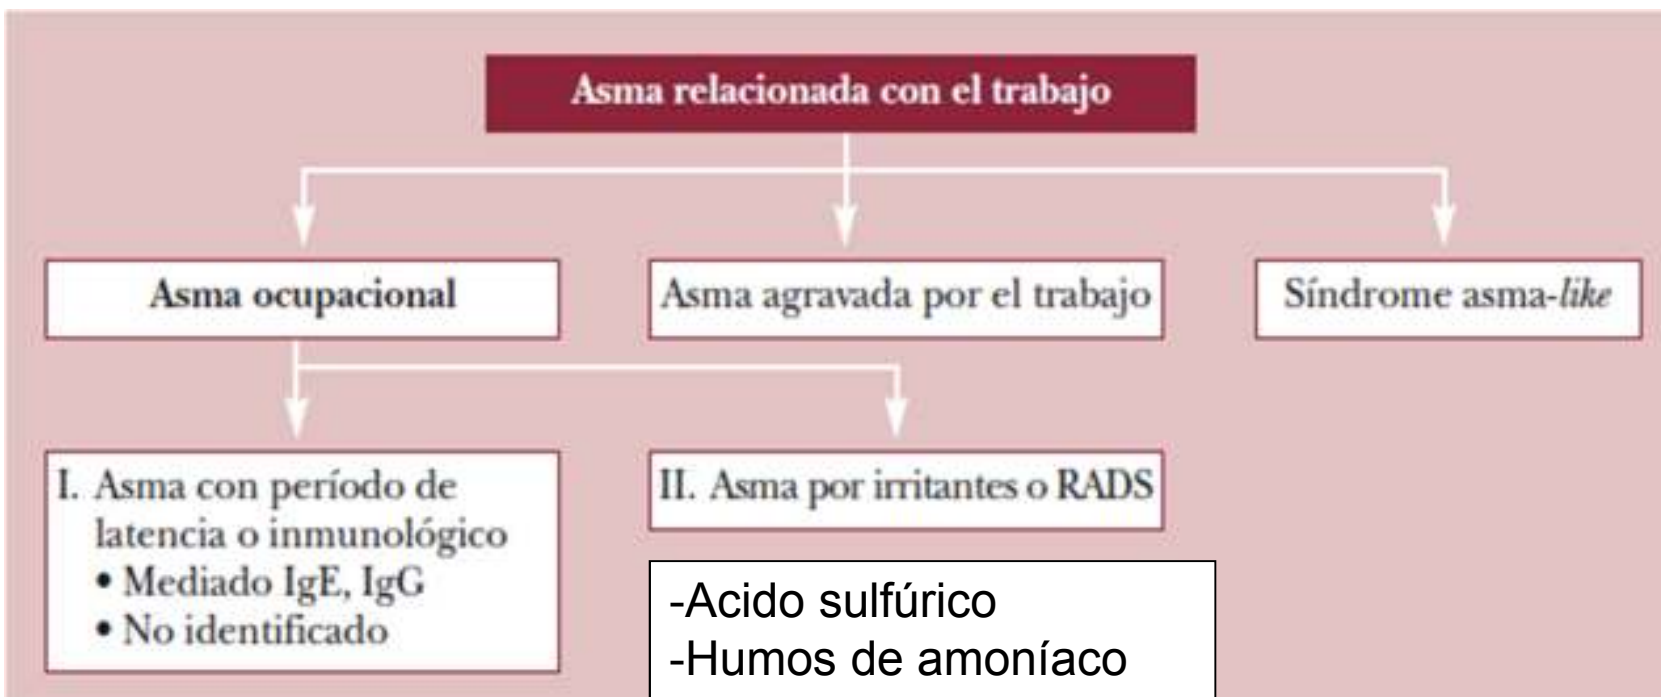 Asma relacionada con el trabajo
Asma ocupacional
Asma agravada por el trabajo
Síndrome asma-like
I. Asma con período de
latencia o inmunológico
• Mediado IgE, IgG
• No identificado
II. Asma por irritantes o RADS
-Acido sulfúrico
-Humos de amoníaco